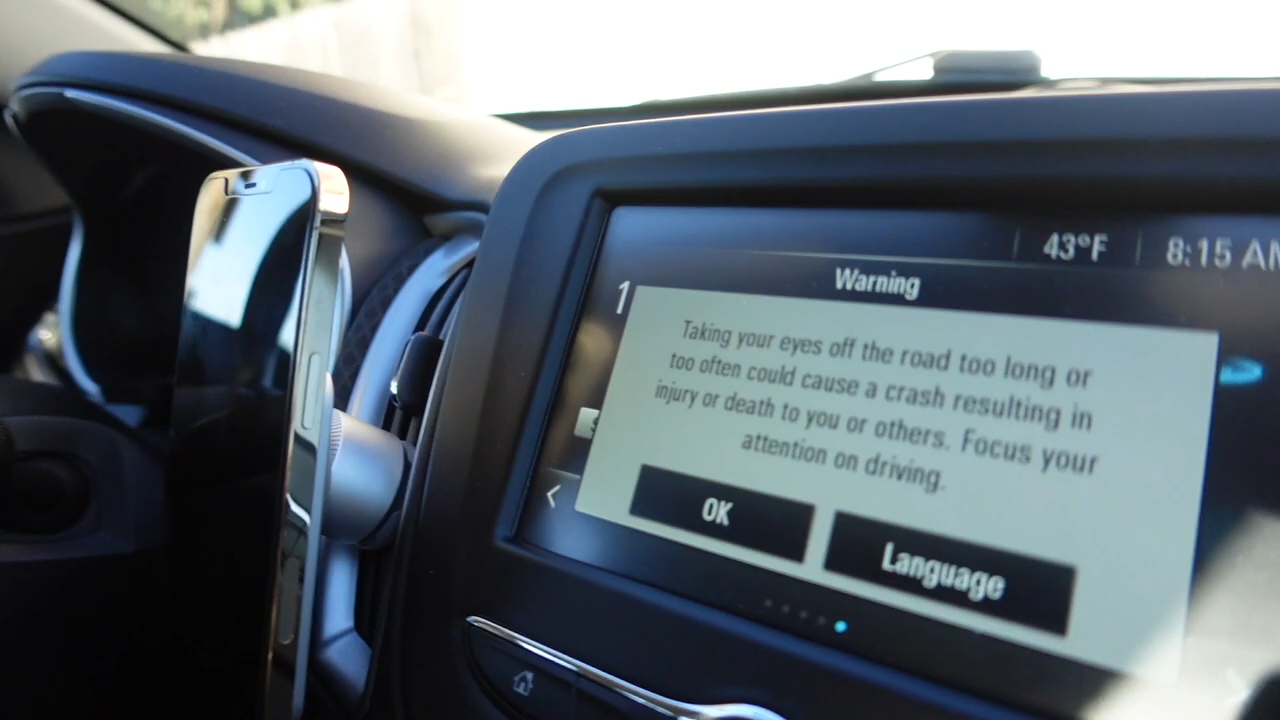 43°F 8:15 AM
Warning
1
Taking your eyes off the road too long or
too often could cause a crash resulting in
injury or death to you or others. Focus your
attention on driving.
OK Language